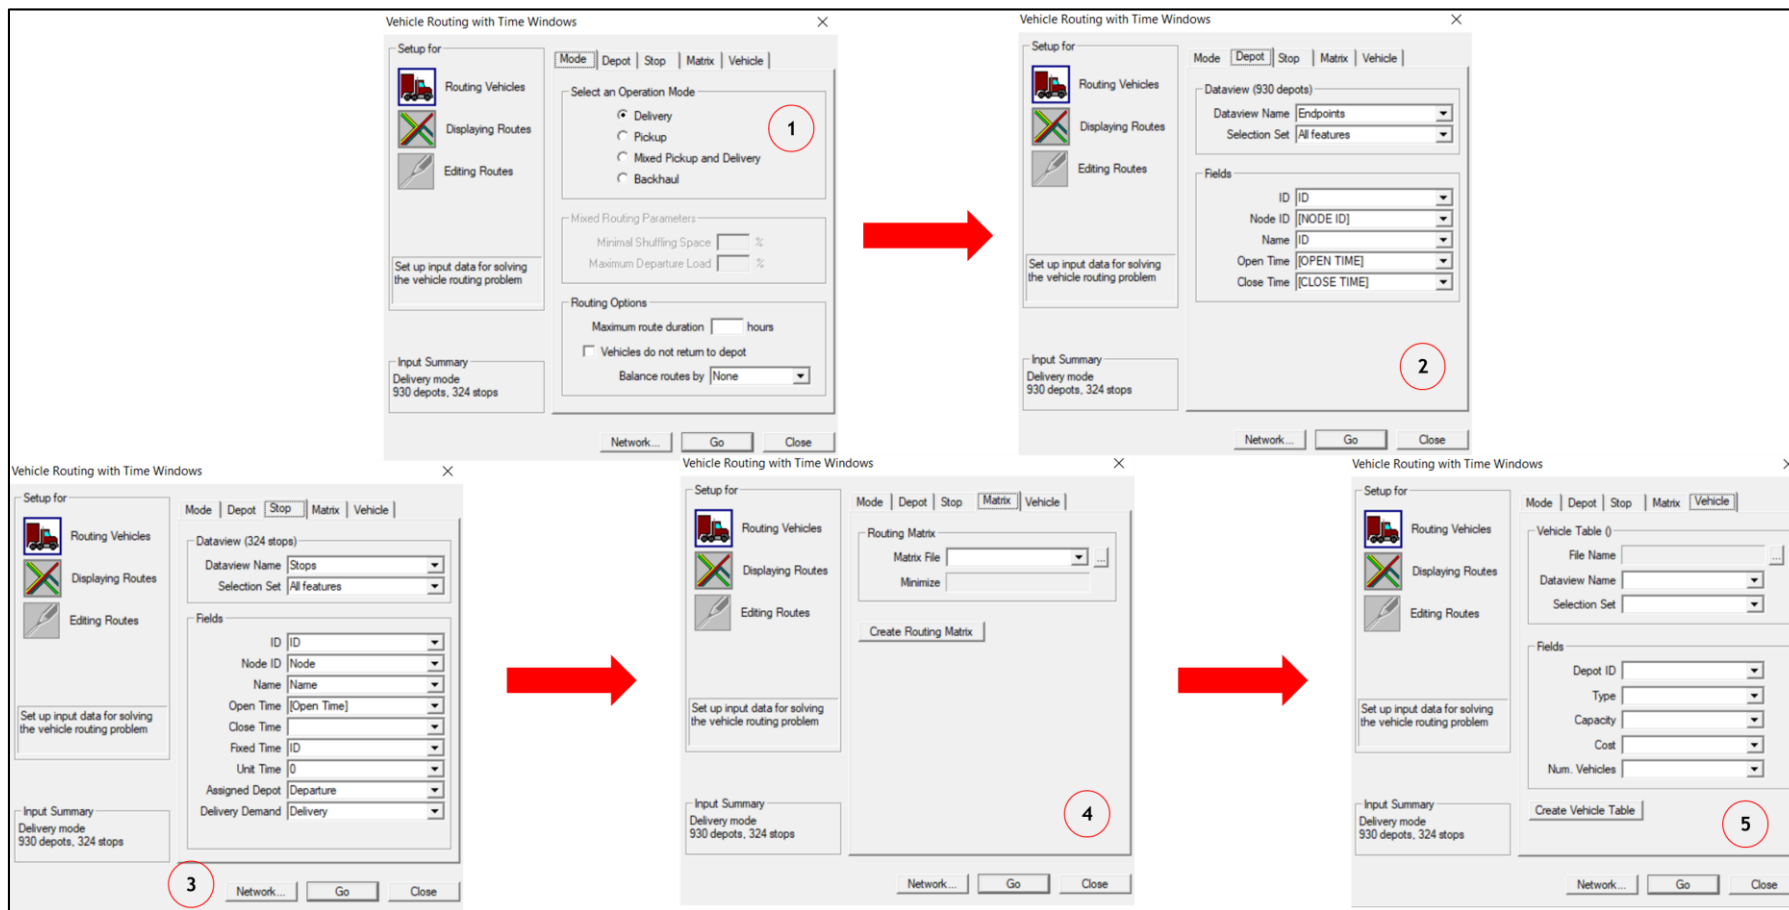 Vehicle Routing with Time Windows
Setup for
Routing Vehicles
Displaying Routes
Editing Routes
Set up input data for solving
the vehicle routing problem
Input Summary
Delivery mode
930 depots, 324 stops
Mode Depot Stop Matrix Vehicle
Select an Operation Mode
Delivery
Pickup
Mixed Pickup and Delivery
Backhaul
1
Mixed Routing Parameters
Minimal Shuffling Space %
Maximum Departure Load %
Routing Options
Maximum route duration hours
Vehicles do not return to depot
Balance routes by None
Network... Go Close
Vehicle Routing with Time Windows
Setup for
Routing Vehicles
Displaying Routes
Editing Routes
Set up input data for solving
the vehicle routing problem
Input Summary
Delivery mode
930 depots, 324 stops
Mode Depot Stop Matrix Vehicle
Dataview (930 depots)
Dataview Name Endpoints
Selection Set All features
Fields
ID ID
Node ID [NODE ID]
Name ID
Open Time [OPEN TIME]
Close Time [CLOSE TIME]
2
Network... Go Close
Vehicle Routing with Time Windows
Setup for
Routing Vehicles
Displaying Routes
Editing Routes
Set up input data for solving
the vehicle routing problem
Input Summary
Delivery mode
930 depots, 324 stops
Mode Depot Stop Matrix Vehicle
Dataview (324 stops)
Dataview Name Stops
Selection Set All features
Fields
ID ID
Node ID Node
Name Name
Open Time [Open Time]
Close Time
Fixed Time ID
Unit Time 0
Assigned Depot Departure
Delivery Demand Delivery
3
Network... Go Close
Vehicle Routing with Time Windows
Setup for
Routing Vehicles
Displaying Routes
Editing Routes
Set up input data for solving
the vehicle routing problem
Input Summary
Delivery mode
930 depots, 324 stops
Mode Depot Stop Matrix Vehicle
Routing Matrix
Matrix File ...
Minimize
Create Routing Matrix
4
Network... Go Close
Vehicle Routing with Time Windows
Setup for
Routing Vehicles
Displaying Routes
Editing Routes
Set up input data for solving
the vehicle routing problem
Input Summary
Delivery mode
930 depots, 324 stops
Mode Depot Stop Matrix Vehicle
Vehicle Table ()
File Name ...
Dataview Name
Selection Set
Fields
Depot ID
Type
Capacity
Cost
Num. Vehicles
Create Vehicle Table
5
Network... Go Close